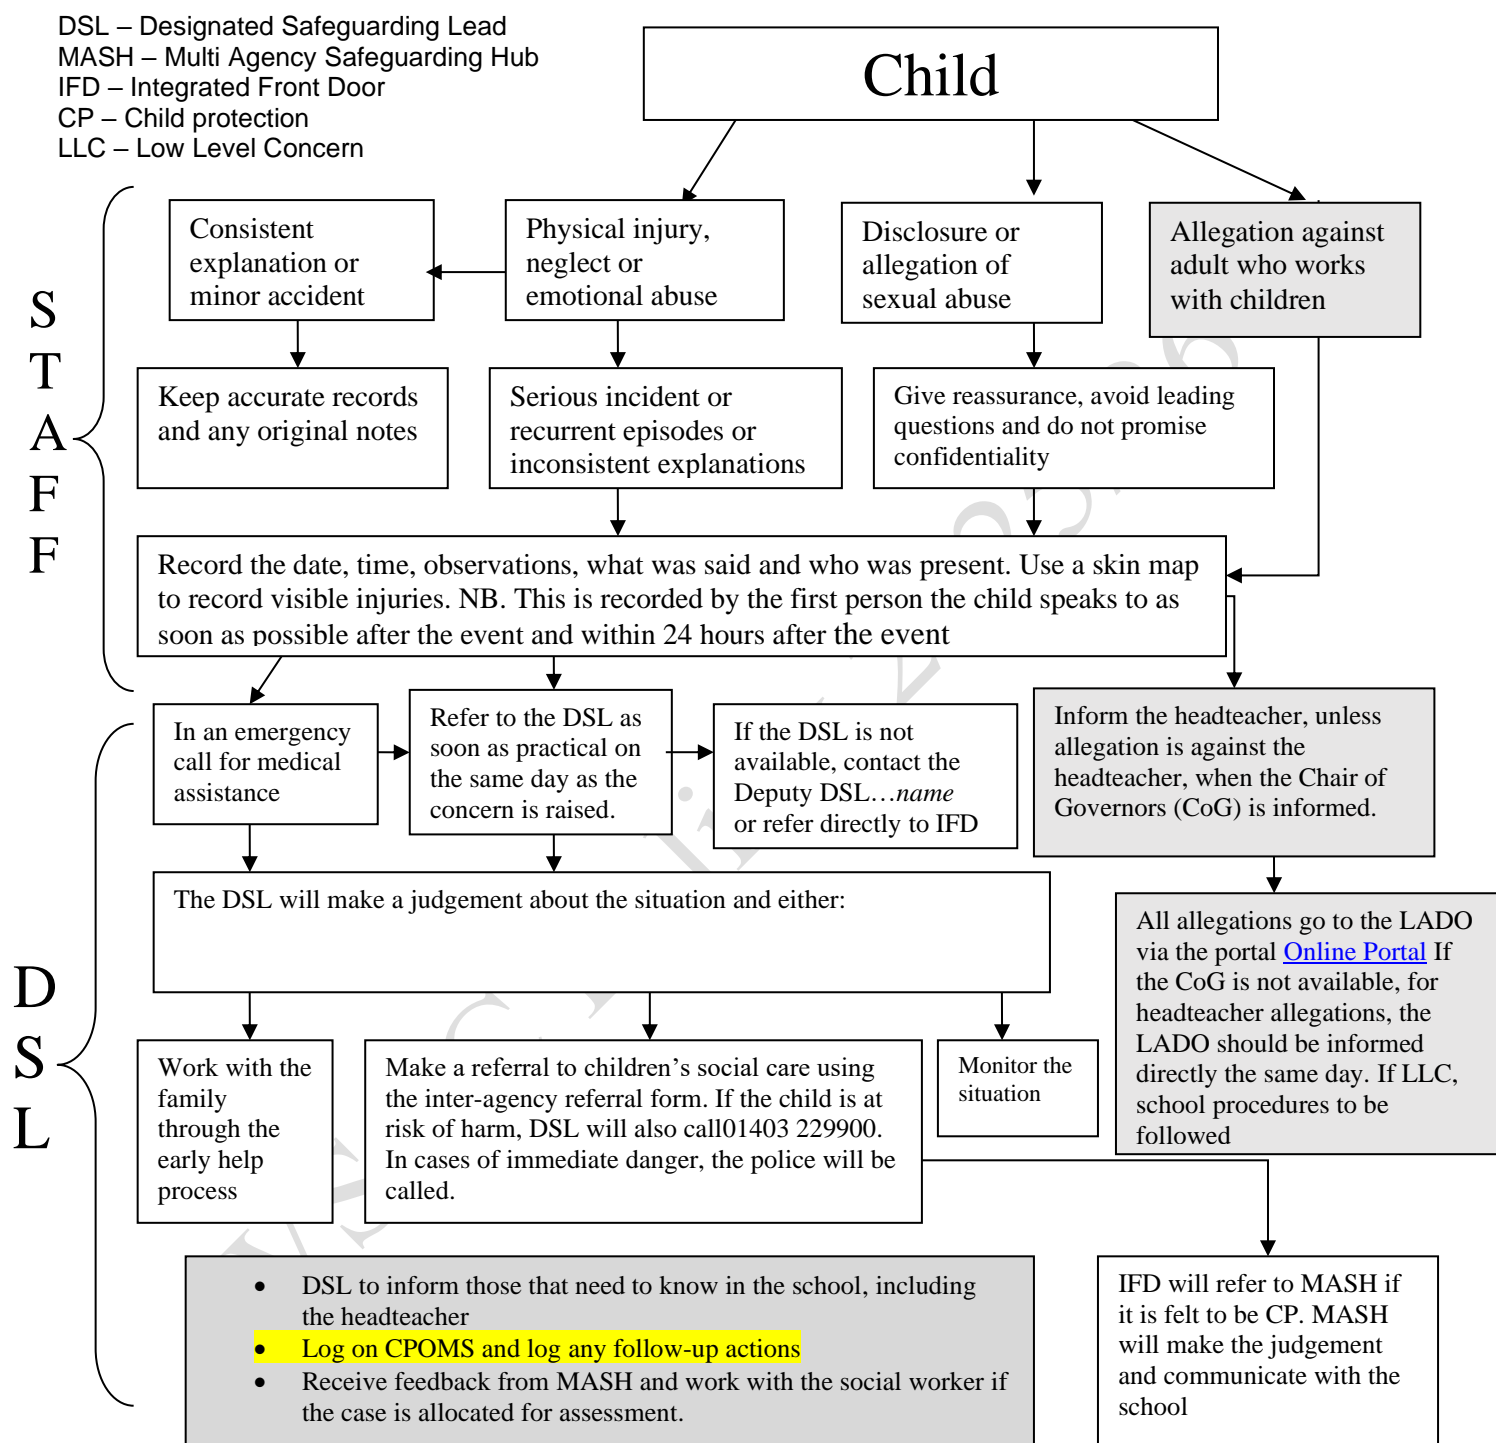 DSL – Designated Safeguarding Lead
MASH – Multi Agency Safeguarding Hub
IFD – Integrated Front Door
CP – Child protection
LLC – Low Level Concern
Child
S
T
A
F
F
Consistent
explanation or
minor accident
Physical injury,
neglect or
emotional abuse
Disclosure or
allegation of
sexual abuse
Allegation against
adult who works
with children
Keep accurate records
and any original notes
Serious incident or
recurrent episodes or
inconsistent explanations
Give reassurance, avoid leading
questions and do not promise
confidentiality
Record the date, time, observations, what was said and who was present. Use a skin map
to record visible injuries. NB. This is recorded by the first person the child speaks to as
soon as possible after the event and within 24 hours after the event
D
S
L
In an emergency
call for medical
assistance
Refer to the DSL as
soon as practical on
the same day as the
concern is raised.
If the DSL is not
available, contact the
Deputy DSL…name
or refer directly to IFD
Inform the headteacher, unless
allegation is against the
headteacher, when the Chair of
Governors (CoG) is informed.
The DSL will make a judgement about the situation and either:
All allegations go to the LADO
via the portal Online Portal If
the CoG is not available, for
headteacher allegations, the
LADO should be informed
directly the same day. If LLC,
school procedures to be
followed
Work with the
family
through the
early help
process
Make a referral to children’s social care using
the inter-agency referral form. If the child is at
risk of harm, DSL will also call01403 229900.
In cases of immediate danger, the police will be
called.
Monitor the
situation
• DSL to inform those that need to know in the school, including
the headteacher
• Log on CPOMS and log any follow-up actions
• Receive feedback from MASH and work with the social worker if
the case is allocated for assessment.
IFD will refer to MASH if
it is felt to be CP. MASH
will make the judgement
and communicate with the
school